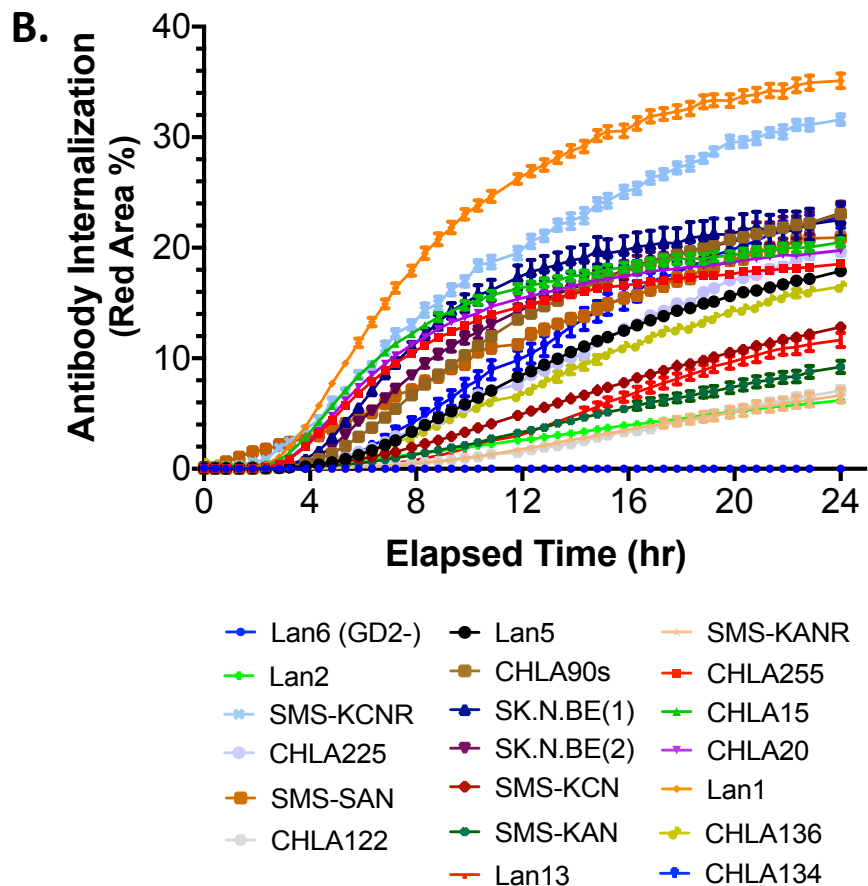 B.
Antibody Internalization
(Red Area %)
40
30
20
10
0
0 4 8 12 16 20 24
Elapsed Time (hr)
Lan6 (GD2-) Lan5 SMS-KANR
Lan2 CHLA90s CHLA255
SMS-KCNR SK.N.BE(1) CHLA15
CHLA225 SK.N.BE(2) CHLA20
SMS-SAN SMS-KCN Lan1
CHLA122 SMS-KAN CHLA136
Lan13 CHLA134